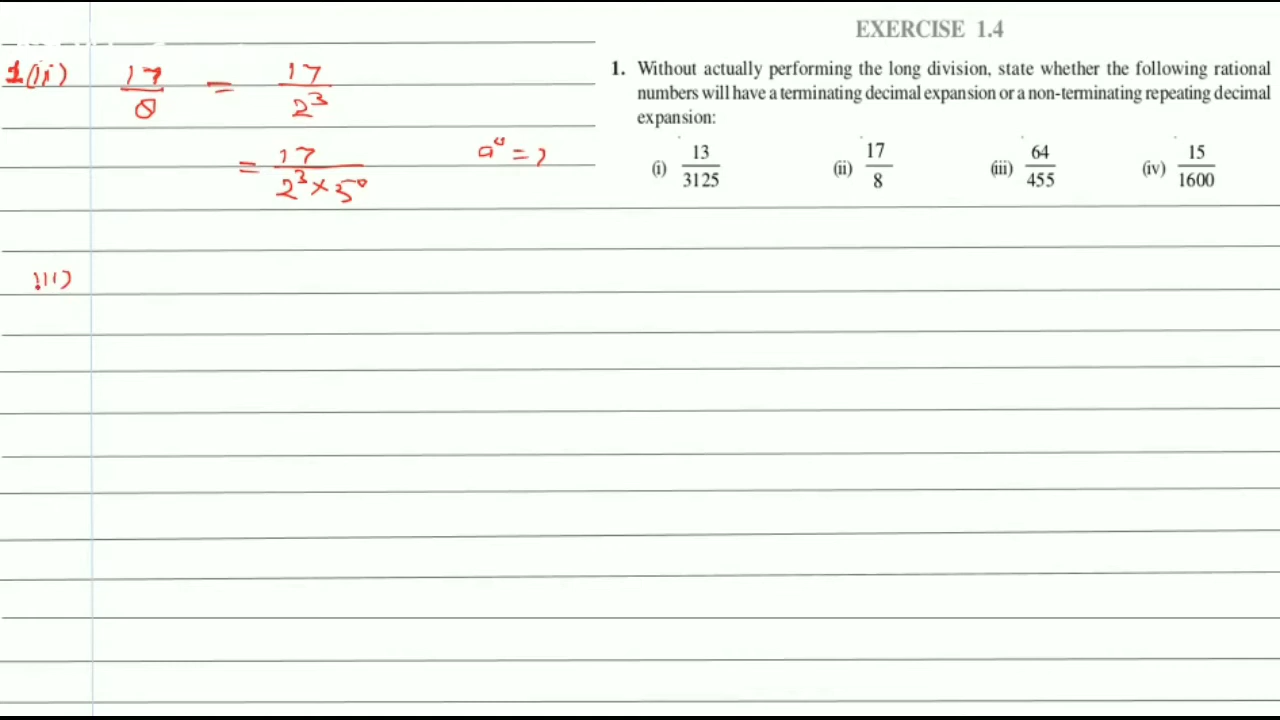 EXERCISE 1.4
1. Without actually performing the long division, state whether the following rational
numbers will have a terminating decimal expansion or a non-terminating repeating decimal
expansion:
(i) 13/3125 (ii) 17/8 (iii) 64/455 (iv) 15/1600
1(ii) 17/8 = 17/2³
= 17/2³×5⁰ a⁰ = 1
iii)